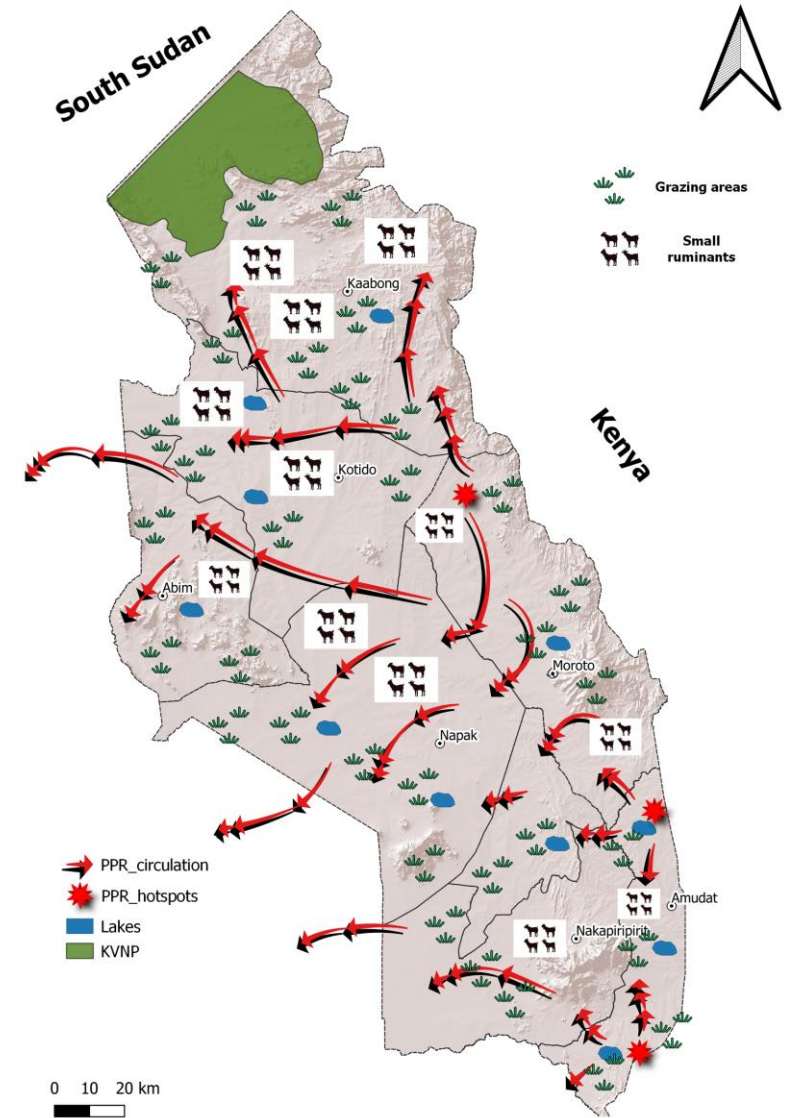 South Sudan
Grazing areas
Small
ruminants
Kaabong
Kenya
Kotido
Abim
Moroto
Napak
PPR_circulation
PPR_hotspots
Amudat
Lakes
Nakapiripirit
KVNP
0 10 20 km